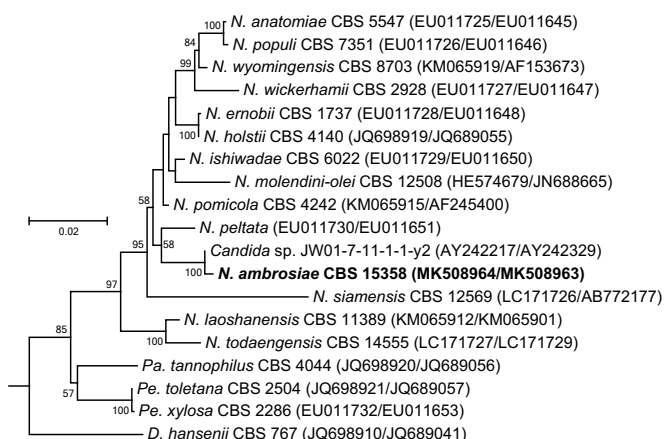 100
N. anatomiae CBS 5547 (EU011725/EU011645)
84
N. populi CBS 7351 (EU011726/EU011646)
99
N. wyomingensis CBS 8703 (KM065919/AF153673)
N. wickerhamii CBS 2928 (EU011727/EU011647)
N. ernobii CBS 1737 (EU011728/EU011648)
100
N. holstii CBS 4140 (JQ698919/JQ689055)
N. ishiwadae CBS 6022 (EU011729/EU011650)
N. molendini-olei CBS 12508 (HE574679/JN688665)
58
N. pomicola CBS 4242 (KM065915/AF245400)
0.02
N. peltata (EU011730/EU011651)
95
58
Candida sp. JW01-7-11-1-1-y2 (AY242217/AY242329)
100
N. ambrosiae CBS 15358 (MK508964/MK508963)
97
N. siamensis CBS 12569 (LC171726/AB772177)
N. laoshanensis CBS 11389 (KM065912/KM065901)
85
100
N. todaengensis CBS 14555 (LC171727/LC171729)
Pa. tannophilus CBS 4044 (JQ698920/JQ689056)
57
Pe. toletana CBS 2504 (JQ698921/JQ689057)
100
Pe. xylosa CBS 2286 (EU011732/EU011653)
D. hansenii CBS 767 (JQ698910/JQ689041)